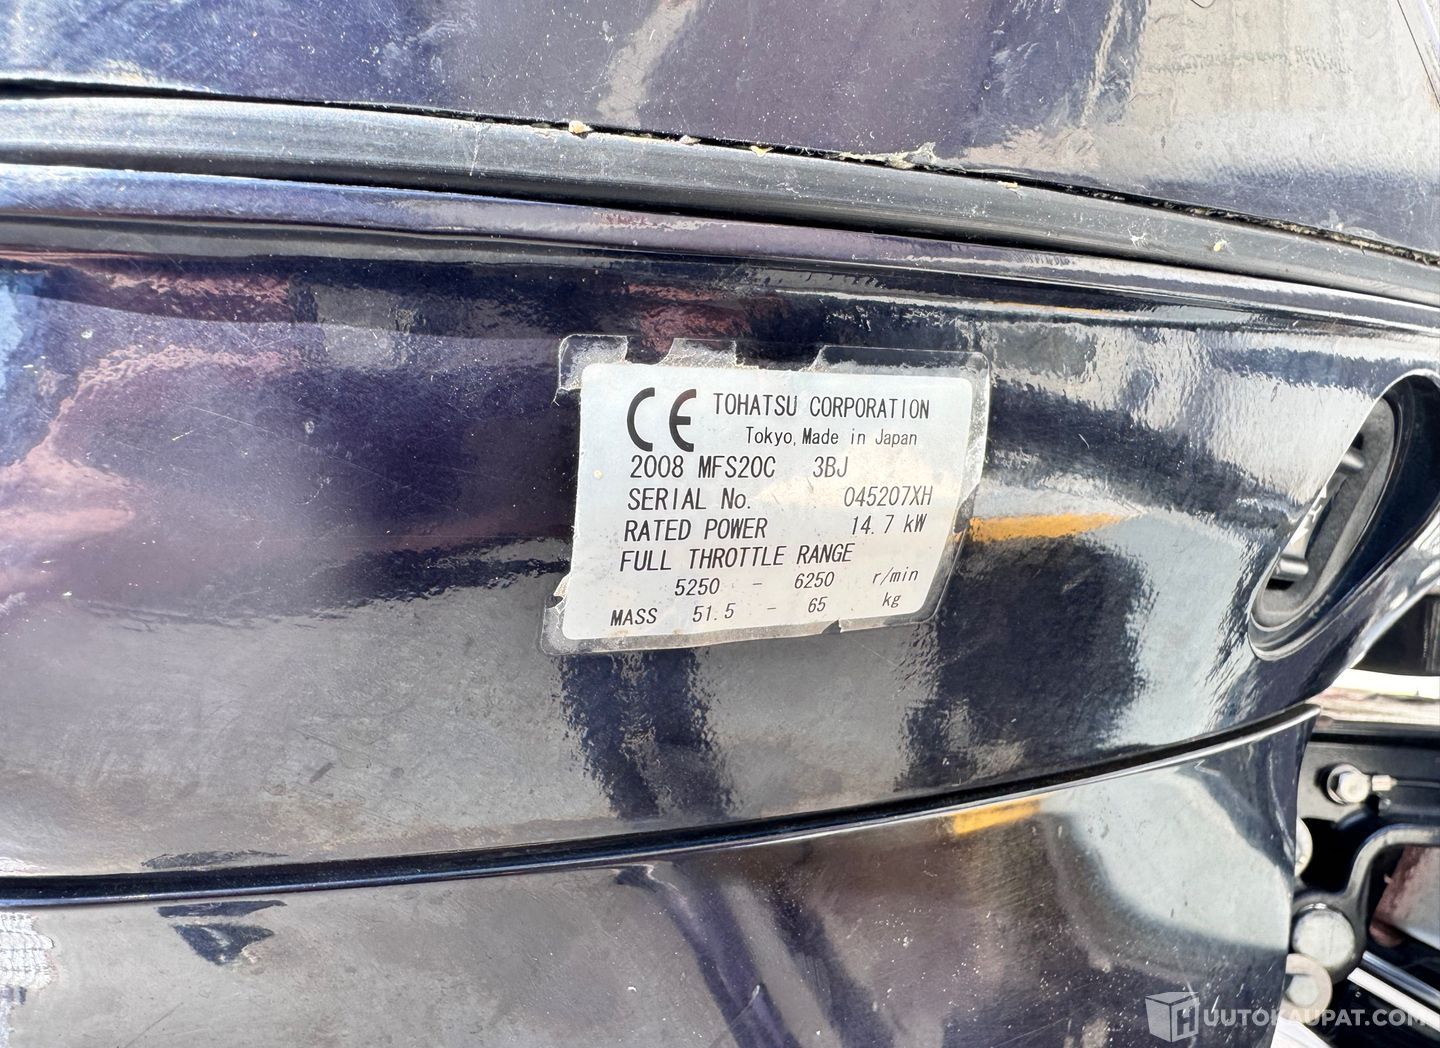 CE TOHATSU CORPORATION
Tokyo, Made in Japan
2008 MFS20C 3BJ
SERIAL No. 045207XH
RATED POWER 14.7 kW
FULL THROTTLE RANGE
5250 - 6250 r/min
MASS 51.5 - 65 kg
HUUTOKAUPAT.COM